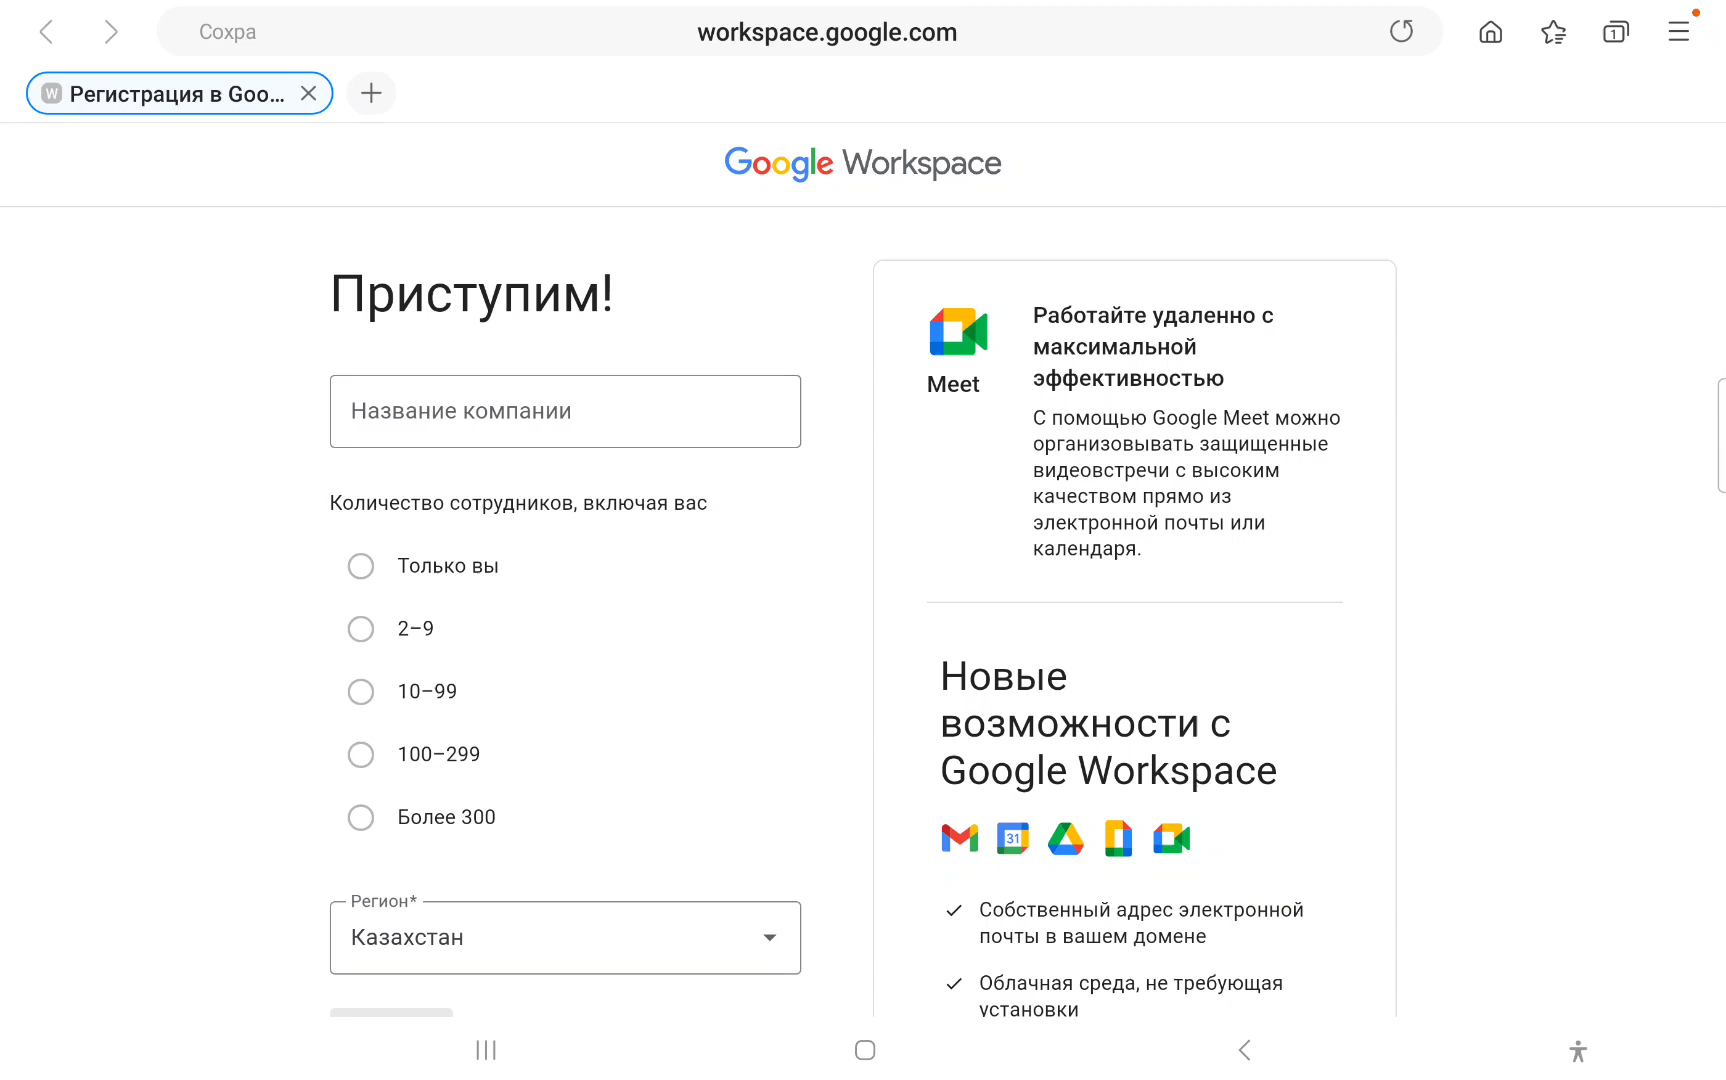 Сохра
workspace.google.com
1
W Регистрация в Goo...
Google Workspace
Приступим!
Название компании
Количество сотрудников, включая вас
Только вы
2–9
10–99
100–299
Более 300
Регион*
Казахстан
Meet
Работайте удаленно с
максимальной
эффективностью
С помощью Google Meet можно
организовывать защищенные
видеовстречи с высоким
качеством прямо из
электронной почты или
календаря.
Новые
возможности с
Google Workspace
31
Собственный адрес электронной
почты в вашем домене
Облачная среда, не требующая
установки